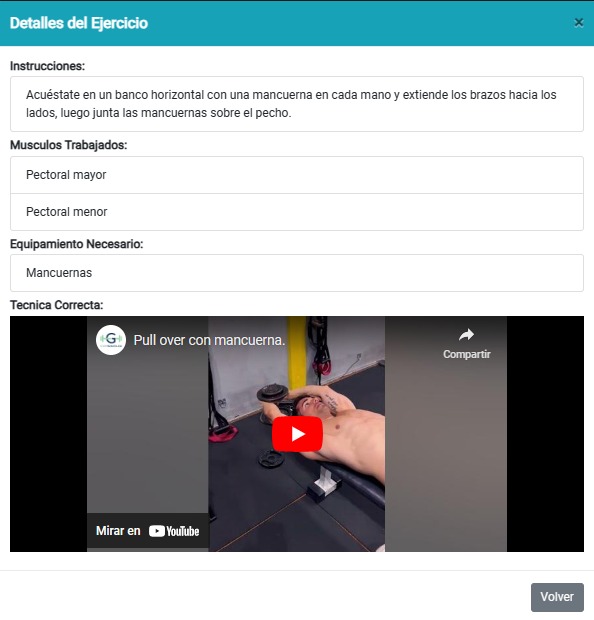 Detalles del Ejercicio
×
Instrucciones:
Acuéstate en un banco horizontal con una mancuerna en cada mano y extiende los brazos hacia los
lados, luego junta las mancuernas sobre el pecho.
Musculos Trabajados:
Pectoral mayor
Pectoral menor
Equipamiento Necesario:
Mancuernas
Tecnica Correcta:
G
Pull over con mancuerna.
Compartir
Mirar en YouTube
Volver